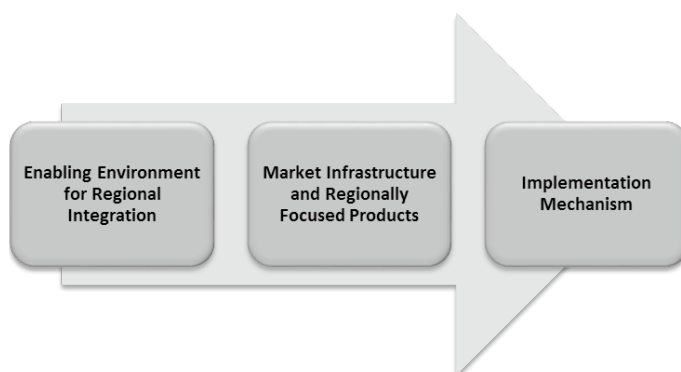 Enabling Environment
for Regional
Integration
Market Infrastructure
and Regionally
Focused Products
Implementation
Mechanism